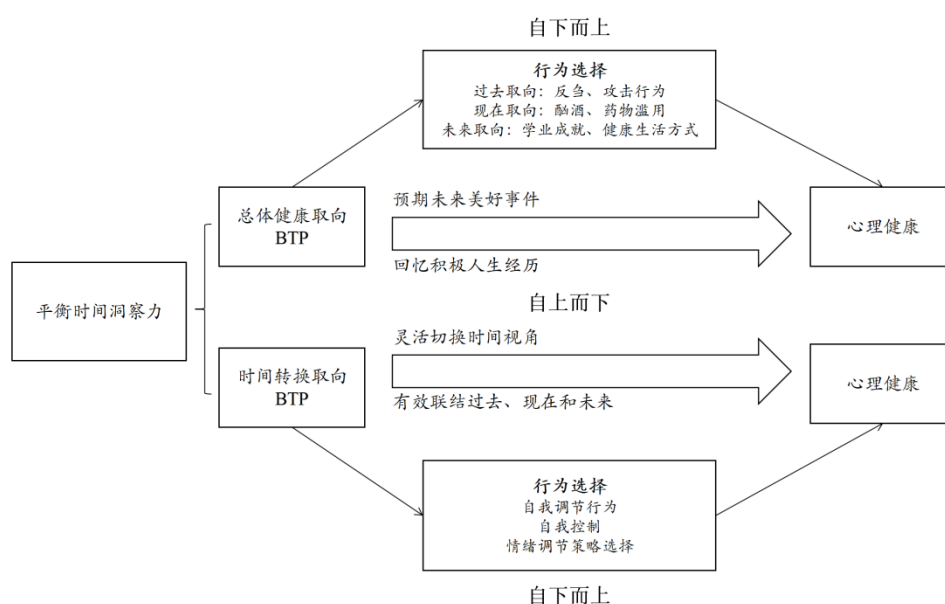 自下而上
行为选择
过去取向：反刍、攻击行为
现在取向：酗酒、药物滥用
未来取向：学业成就、健康生活方式
总体健康取向
BTP
预期未来美好事件
回忆积极人生经历
心理健康
平衡时间洞察力
自上而下
时间转换取向
BTP
灵活切换时间视角
有效联结过去、现在和未来
心理健康
行为选择
自我调节行为
自我控制
情绪调节策略选择
自下而上